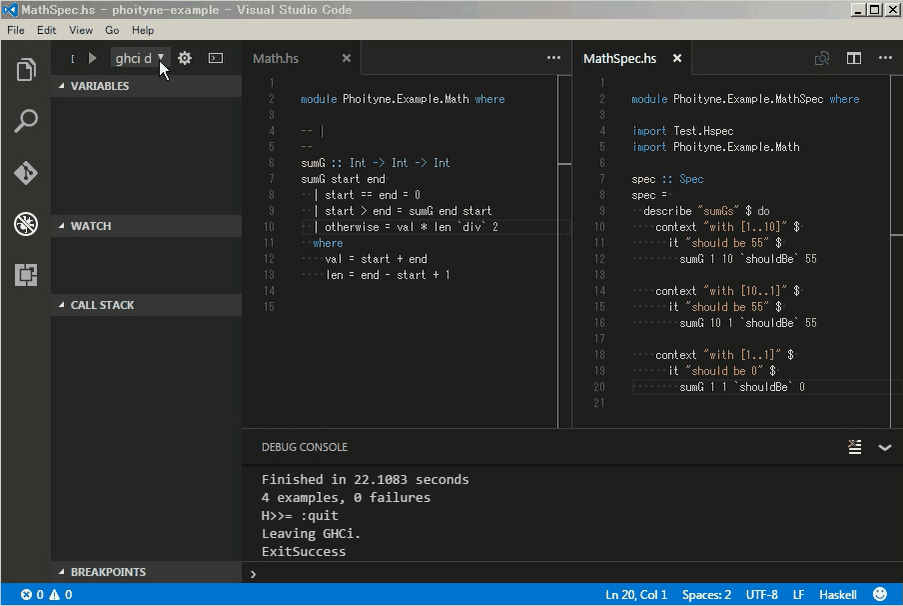 MathSpec.hs - phoityne-example - Visual Studio Code
File Edit View Go Help
ghci d
VARIABLES
WATCH
CALL STACK
BREAKPOINTS
Math.hs
1
2 module Phoityne.Example.Math where
3
4 -- |
5 --
6 sumG :: Int -> Int -> Int
7 sumG start end
8 | start == end = 0
9 | start > end = sumG end start
10 | otherwise = val * len `div` 2
11 where
12 val = start + end
13 len = end - start + 1
14
15
MathSpec.hs
1
2 module Phoityne.Example.MathSpec where
3
4 import Test.Hspec
5 import Phoityne.Example.Math
6
7 spec :: Spec
8 spec =
9 describe "sumGs" $ do
10 context "with [1..10]" $
11 it "should be 55" $
12 sumG 1 10 `shouldBe` 55
13
14 context "with [10..1]" $
15 it "should be 55" $
16 sumG 10 1 `shouldBe` 55
17
18 context "with [1..1]" $
19 it "should be 0" $
20 sumG 1 1 `shouldBe` 0
21
DEBUG CONSOLE
Finished in 22.1083 seconds
4 examples, 0 failures
H>>= :quit
Leaving GHCi.
ExitSuccess
0 0 Ln 20, Col 1 Spaces: 2 UTF-8 LF Haskell